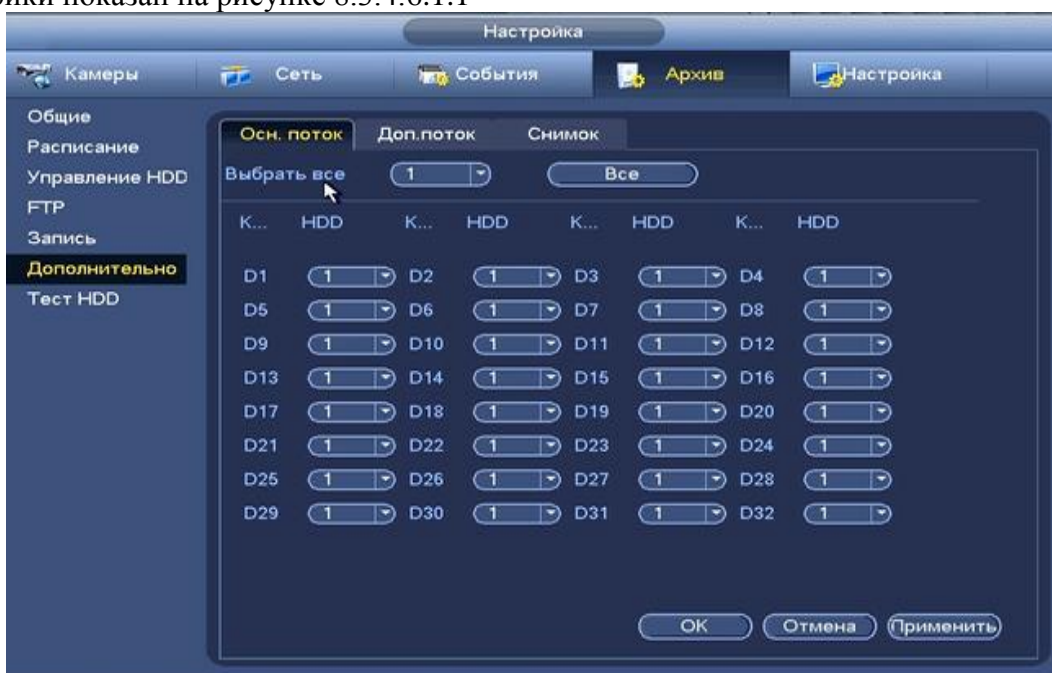 показан на рисунке
Настройка
Камеры Сеть События Архив Настройка
Общие
Расписание
Управление HDD
FTP
Запись
Дополнительно
Тест HDD
Осн. поток Доп.поток Снимок
Выбрать все 1 Все
К... HDD К... HDD К... HDD К... HDD
D1 1 D2 1 D3 1 D4 1
D5 1 D6 1 D7 1 D8 1
D9 1 D10 1 D11 1 D12 1
D13 1 D14 1 D15 1 D16 1
D17 1 D18 1 D19 1 D20 1
D21 1 D22 1 D23 1 D24 1
D25 1 D26 1 D27 1 D28 1
D29 1 D30 1 D31 1 D32 1
OK Отмена Применить